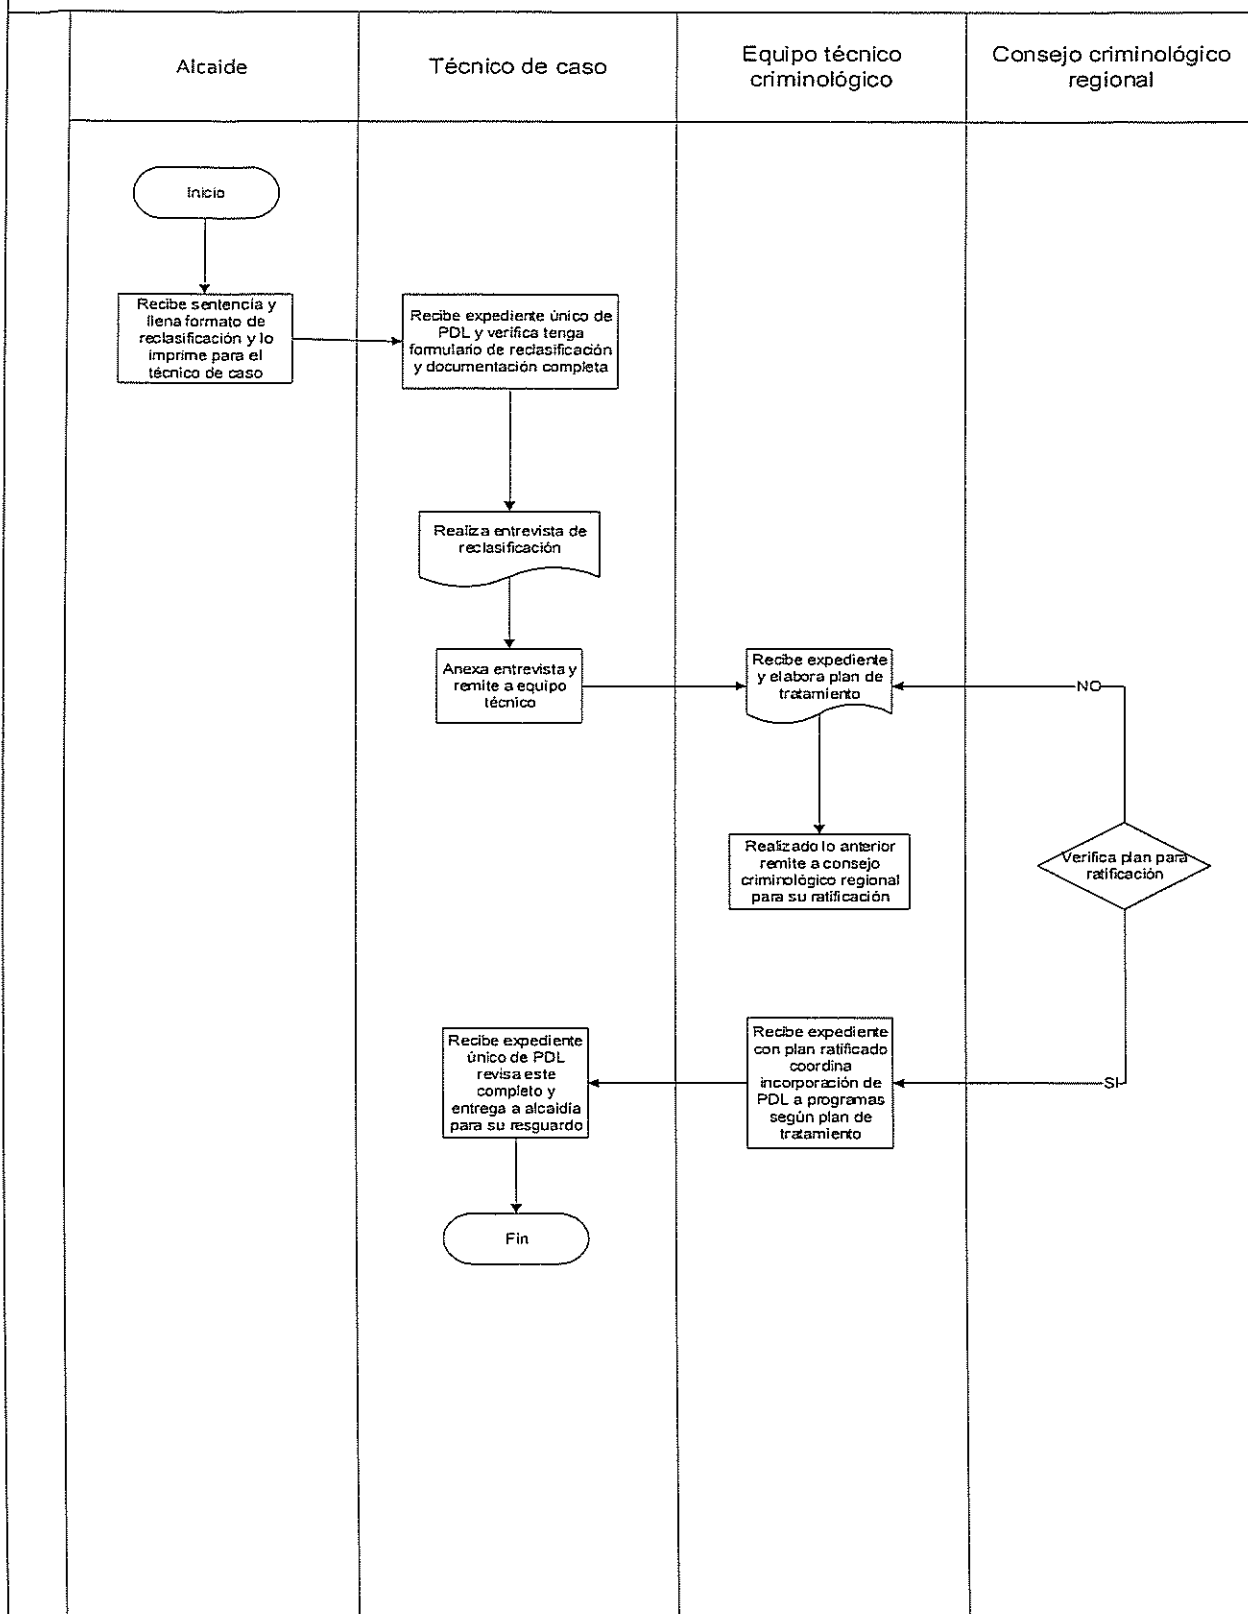 Alcaide
Técnico de caso
Equipo técnico
criminológico
Consejo criminológico
regional
Inicio
Recibe sentencia y
llena formato de
reclasificación y lo
imprime para el
técnico de caso
Recibe expediente único de
PDL y verifica tenga
formulario de reclasificación
y documentación completa
Realiza entrevista de
reclasificación
Anexa entrevista y
remite a equipo
técnico
Recibe expediente
y elabora plan de
tratamiento
NO
Realizado lo anterior
remite a consejo
criminológico regional
para su ratificación
Verifica plan para
ratificación
Recibe expediente
único de PDL
revisa este
completo y
entrega a alcaidía
para su resguardo
Recibe expediente
con plan ratificado
coordina
incorporación de
PDL a programas
según plan de
tratamiento
SI
Fin